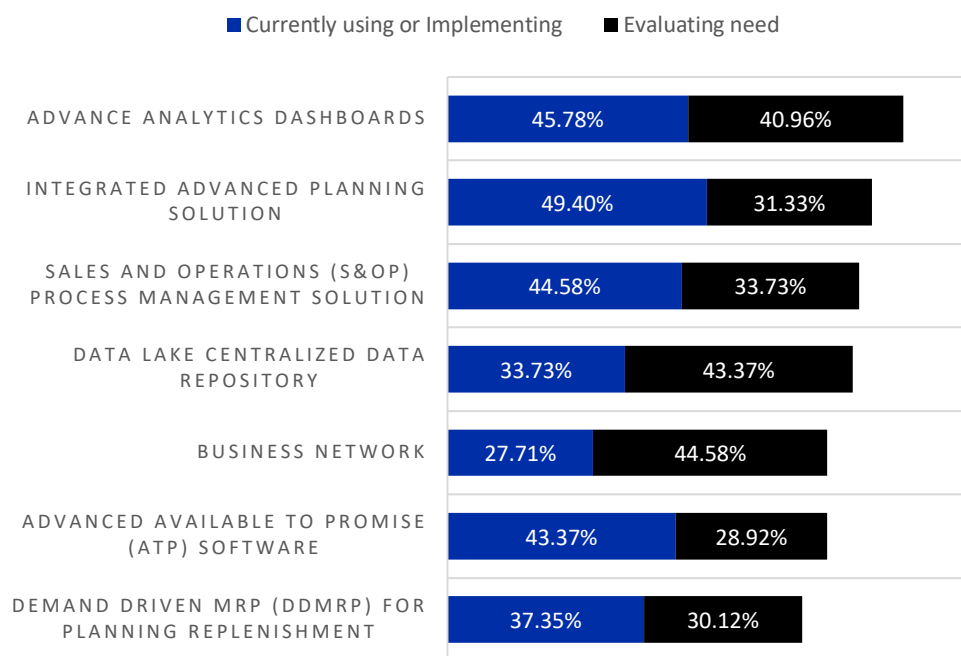 Currently using or Implementing Evaluating need
ADVANCE ANALYTICS DASHBOARDS 45.78% 40.96%
INTEGRATED ADVANCED PLANNING
SOLUTION 49.40% 31.33%
SALES AND OPERATIONS (S&OP)
PROCESS MANAGEMENT SOLUTION 44.58% 33.73%
DATA LAKE CENTRALIZED DATA
REPOSITORY 33.73% 43.37%
BUSINESS NETWORK 27.71% 44.58%
ADVANCED AVAILABLE TO PROMISE
(ATP) SOFTWARE 43.37% 28.92%
DEMAND DRIVEN MRP (DDMRP) FOR
PLANNING REPLENISHMENT 37.35% 30.12%